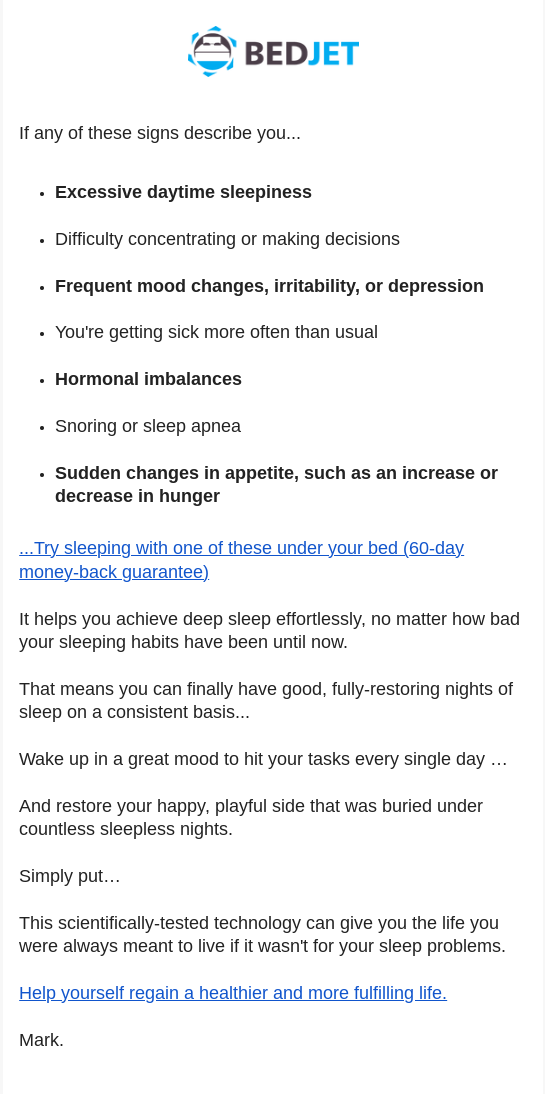 BEDJET
If any of these signs describe you...
• Excessive daytime sleepiness
• Difficulty concentrating or making decisions
• Frequent mood changes, irritability, or depression
• You're getting sick more often than usual
• Hormonal imbalances
• Snoring or sleep apnea
• Sudden changes in appetite, such as an increase or
decrease in hunger
...Try sleeping with one of these under your bed (60-day
money-back guarantee)
It helps you achieve deep sleep effortlessly, no matter how bad
your sleeping habits have been until now.
That means you can finally have good, fully-restoring nights of
sleep on a consistent basis...
Wake up in a great mood to hit your tasks every single day …
And restore your happy, playful side that was buried under
countless sleepless nights.
Simply put…
This scientifically-tested technology can give you the life you
were always meant to live if it wasn't for your sleep problems.
Help yourself regain a healthier and more fulfilling life.
Mark.